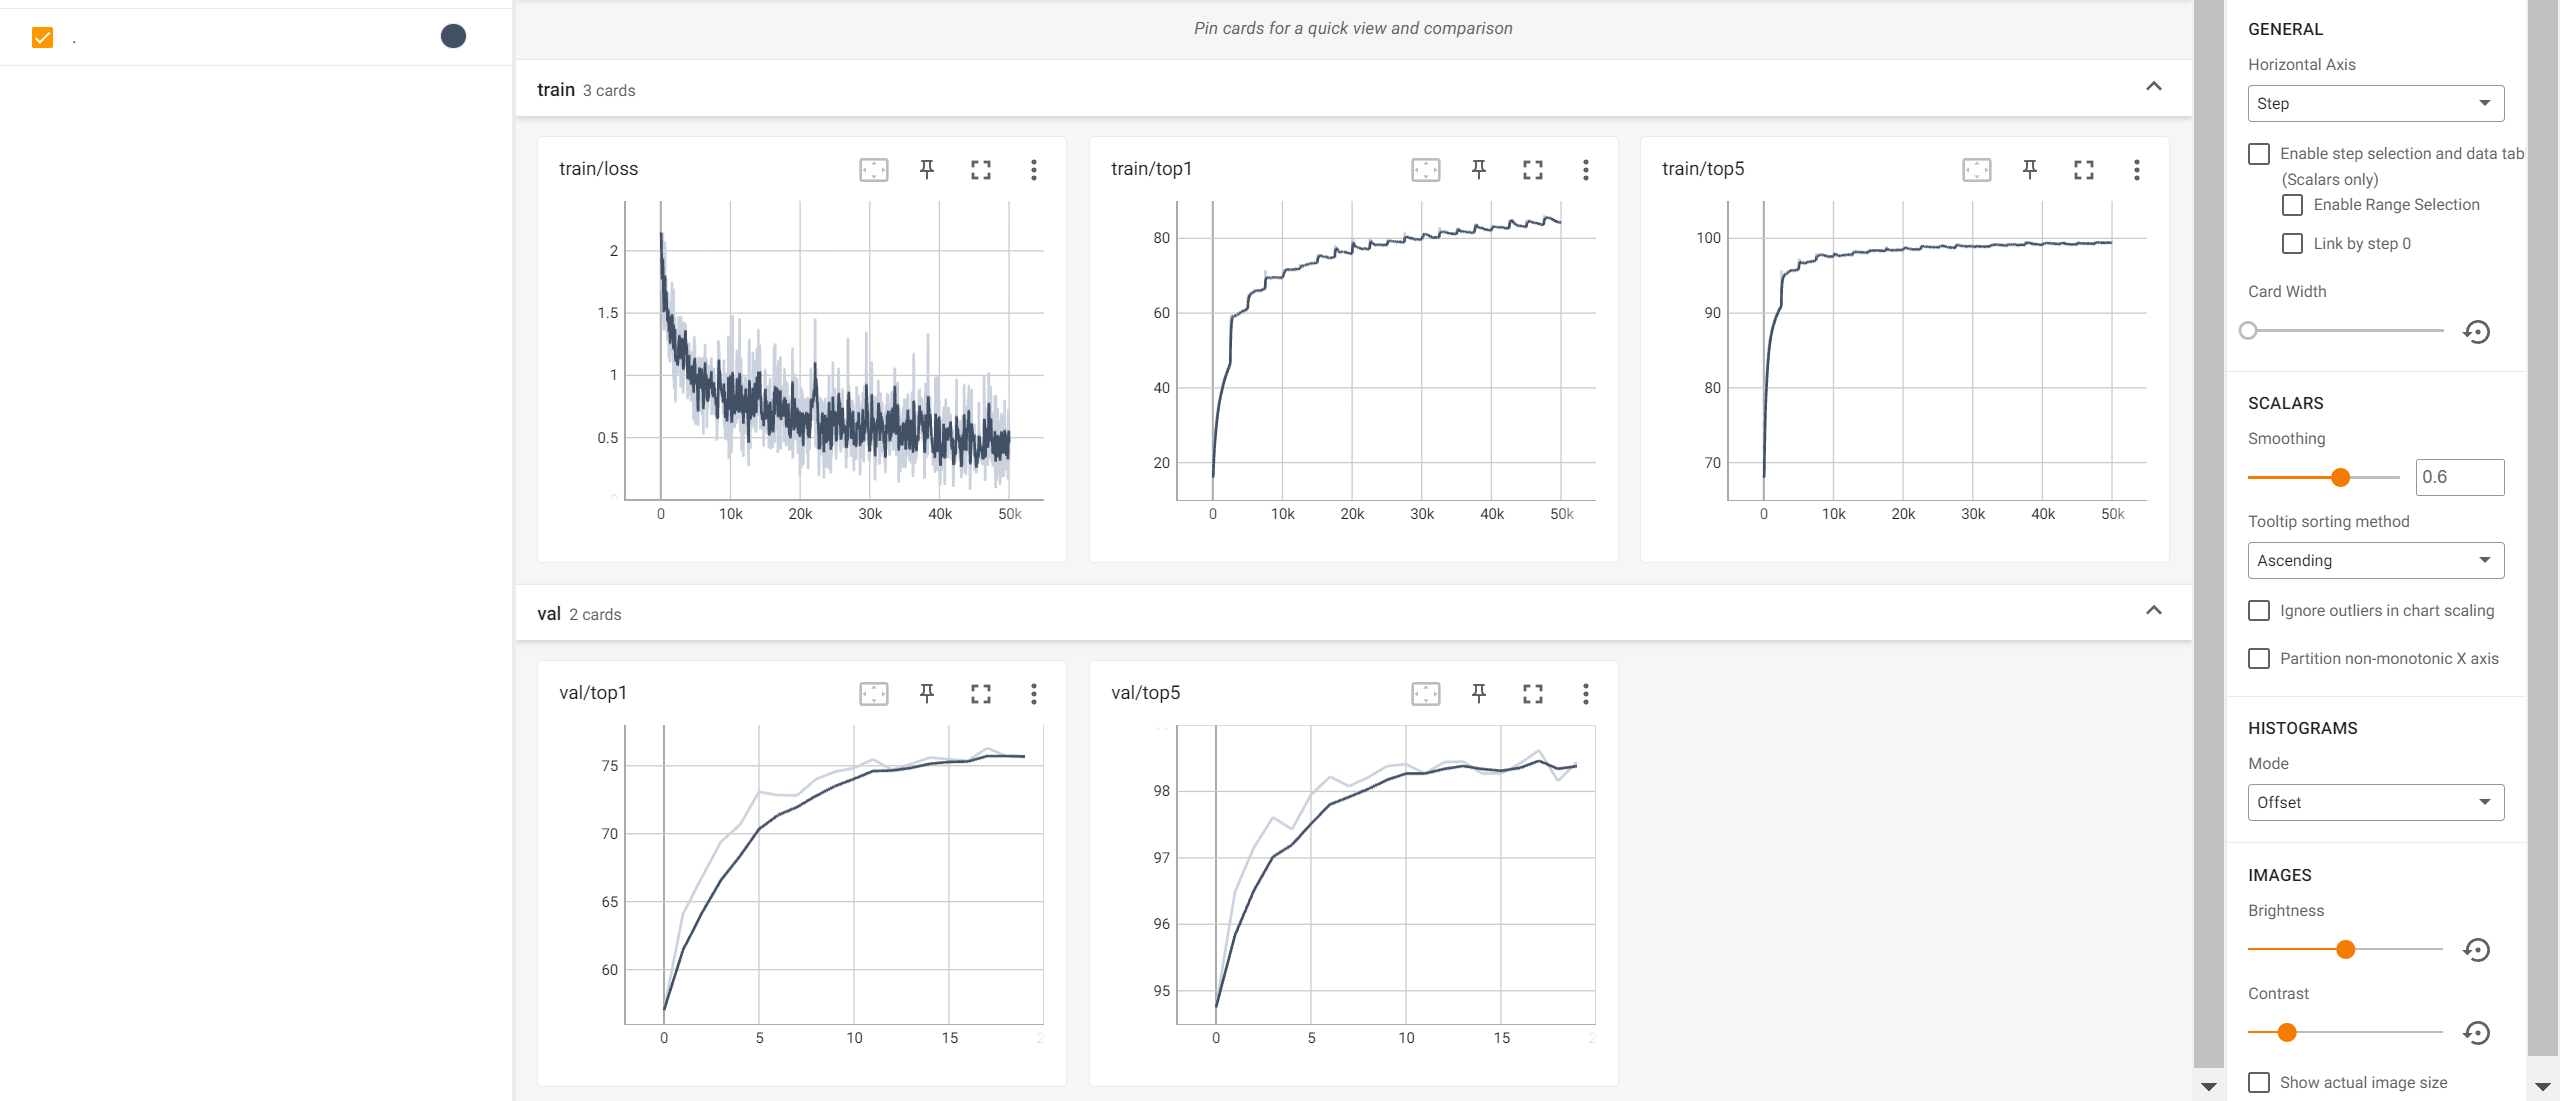 .
Pin cards for a quick view and comparison
train 3 cards
train/loss
2
1.5
1
0.5
0
10k
20k
30k
40k
50k
train/top1
80
60
40
20
0
10k
20k
30k
40k
50k
train/top5
100
90
80
70
0
10k
20k
30k
40k
50k
val 2 cards
val/top1
75
70
65
60
0
5
10
15
val/top5
98
97
96
95
0
5
10
15
GENERAL
Horizontal Axis
Step
Enable step selection and data tab
(Scalars only)
Enable Range Selection
Link by step 0
Card Width
SCALARS
Smoothing
0.6
Tooltip sorting method
Ascending
Ignore outliers in chart scaling
Partition non-monotonic X axis
HISTOGRAMS
Mode
Offset
IMAGES
Brightness
Contrast
Show actual image size